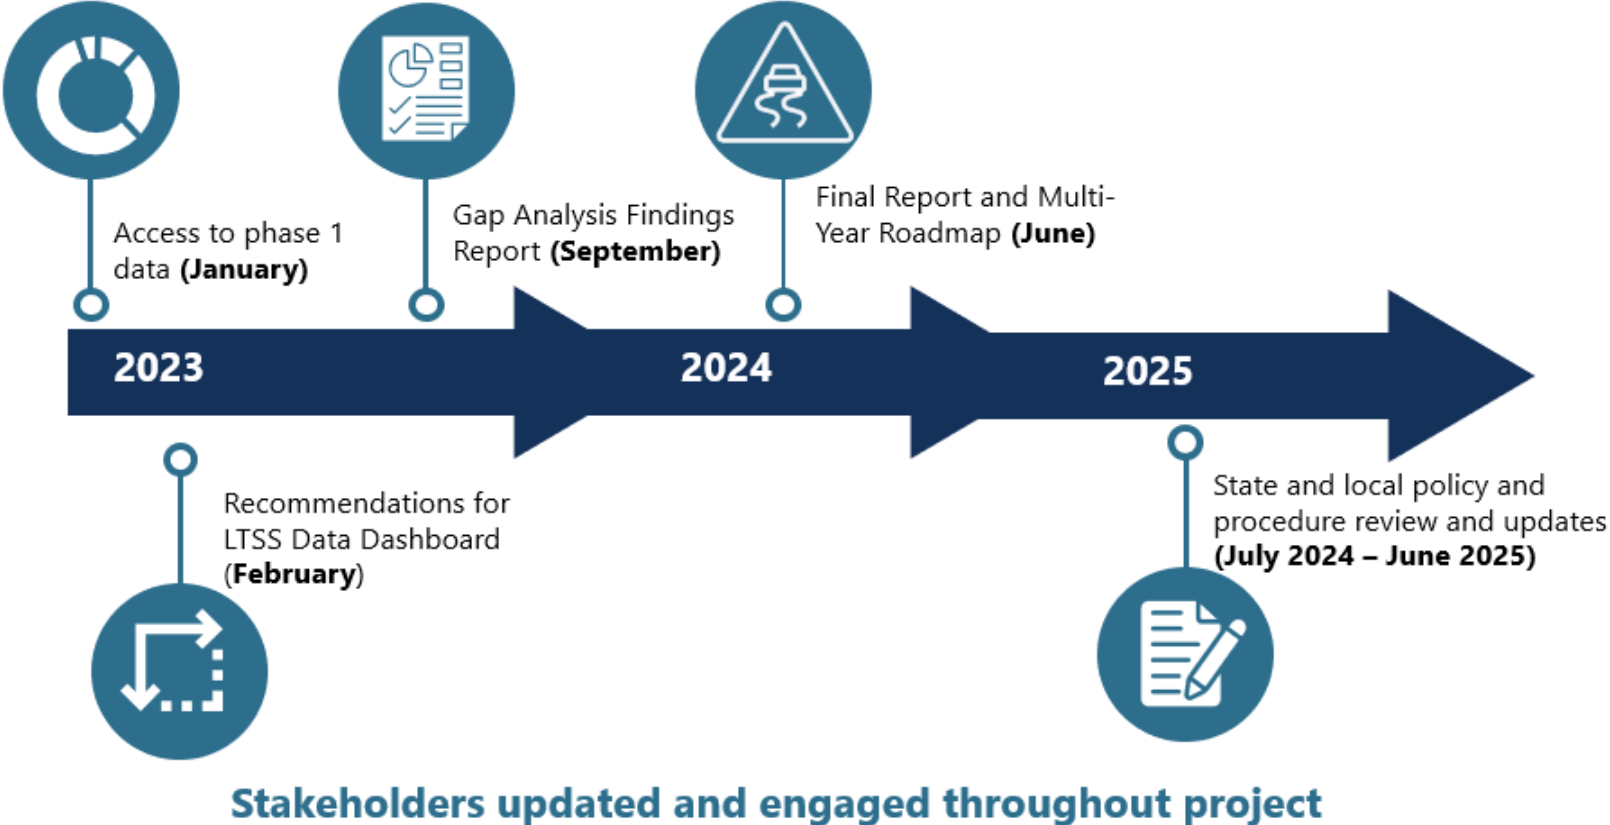 Access to phase 1
data (January)
Gap Analysis Findings
Report (September)
Final Report and Multi-
Year Roadmap (June)
2023
2024
2025
Recommendations for
LTSS Data Dashboard
(February)
State and local policy and
procedure review and updates
(July 2024 – June 2025)
Stakeholders updated and engaged throughout project